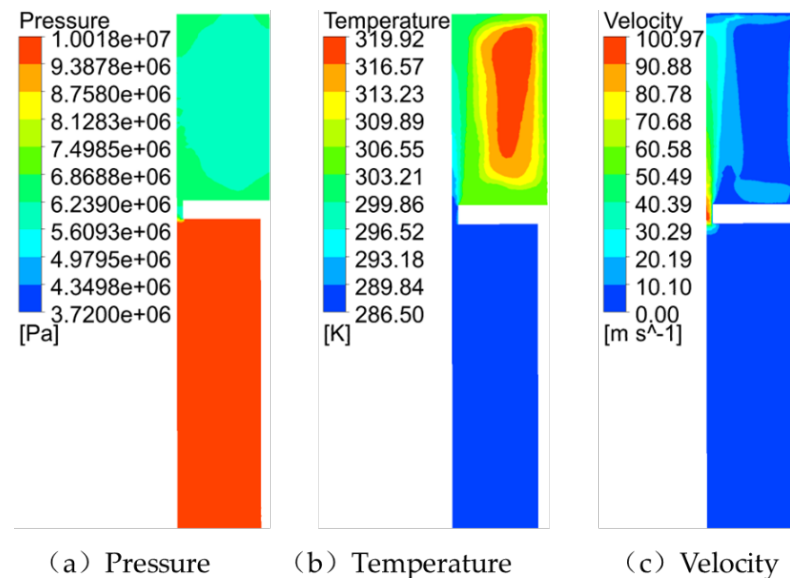 Pressure
1.0018e+07
9.3878e+06
8.7580e+06
8.1283e+06
7.4985e+06
6.8688e+06
6.2390e+06
5.6093e+06
4.9795e+06
4.3498e+06
3.7200e+06
[Pa]
Temperature
319.92
316.57
313.23
309.89
306.55
303.21
299.86
296.52
293.18
289.84
286.50
[K]
Velocity
100.97
90.88
80.78
70.68
60.58
50.49
40.39
30.29
20.19
10.10
0.00
[m s^-1]
（a）Pressure
（b）Temperature
（c）Velocity